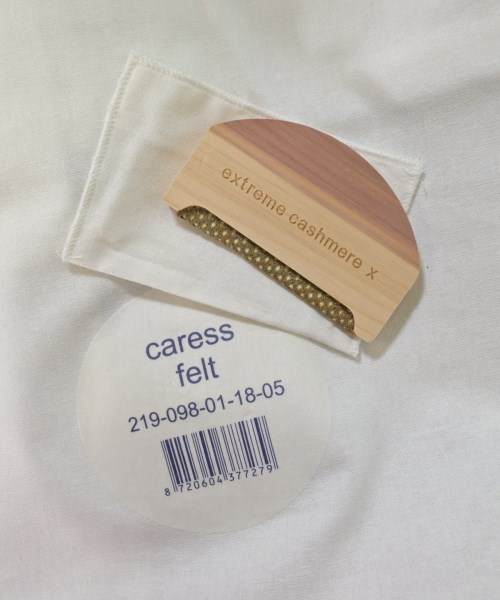 extreme cashmere x
caress
felt
219-098-01-18-05
8 720604 377279